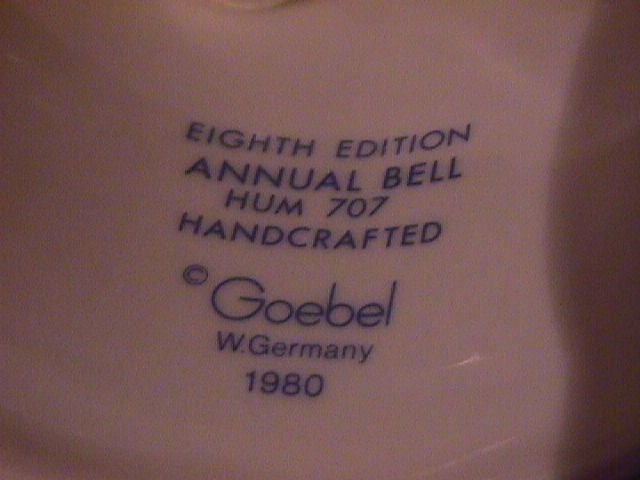 EIGHTH EDITION
ANNUAL BELL
HUM 707
HANDCRAFTED
© Goebel
W.Germany
1980